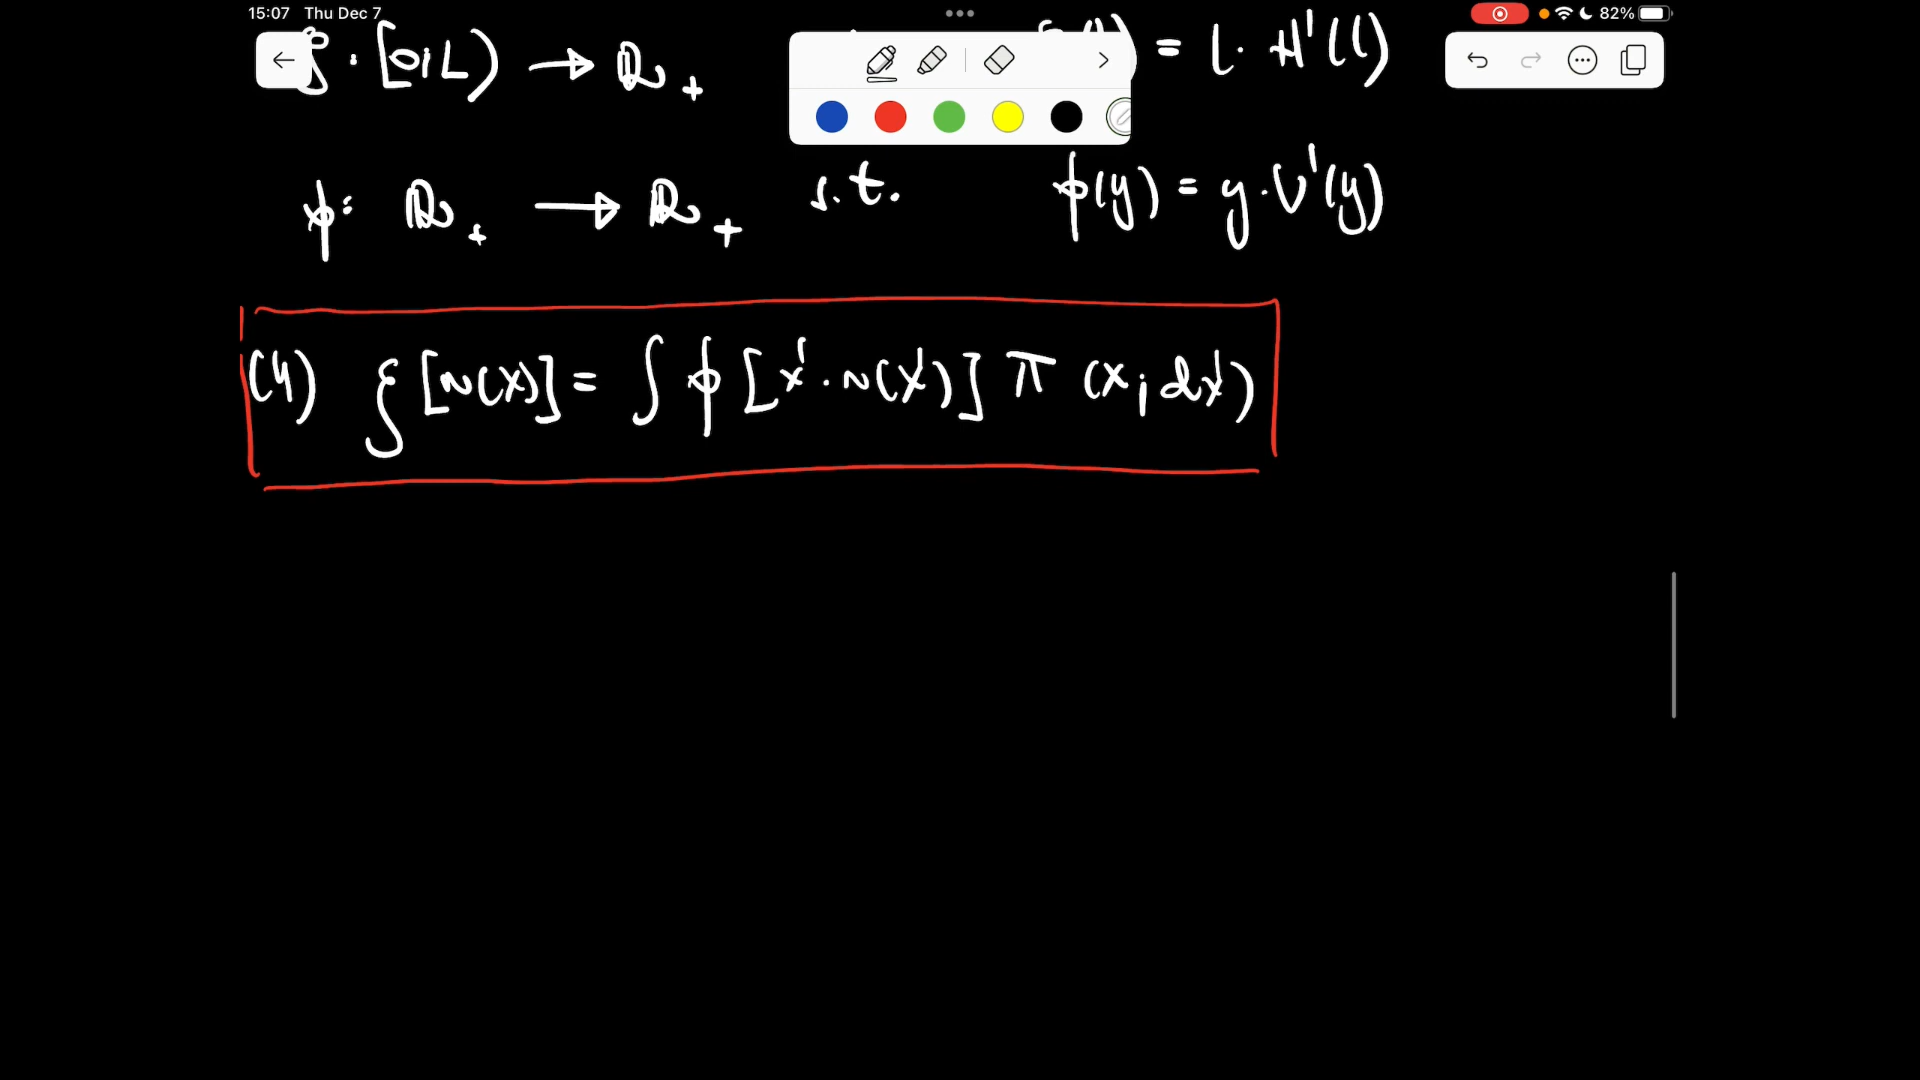 15:07 Thu Dec 7 82%
ξ : [0, L) → ℝ₊ = l · H'(l)
φ: ℝ₊ → ℝ₊ s.t. φ(y) = y · U'(y)
(4) ξ [n(x)] = ∫ φ [x' · n(x')] π (x, dx')